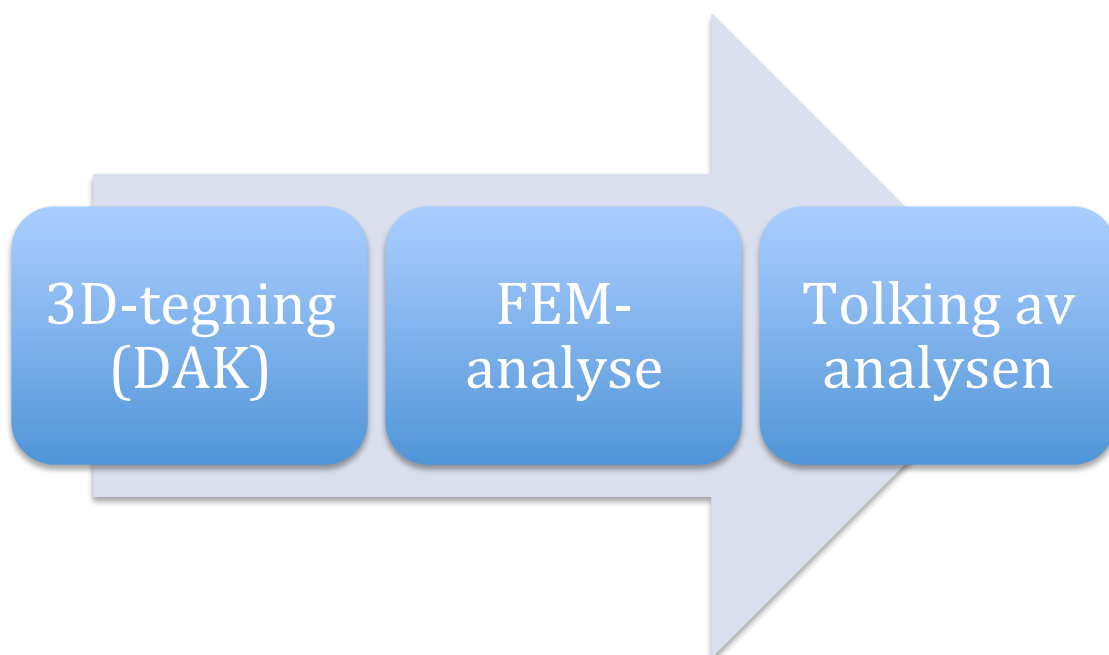 3D-tegning
(DAK)
FEM-
analyse
Tolking av
analysen